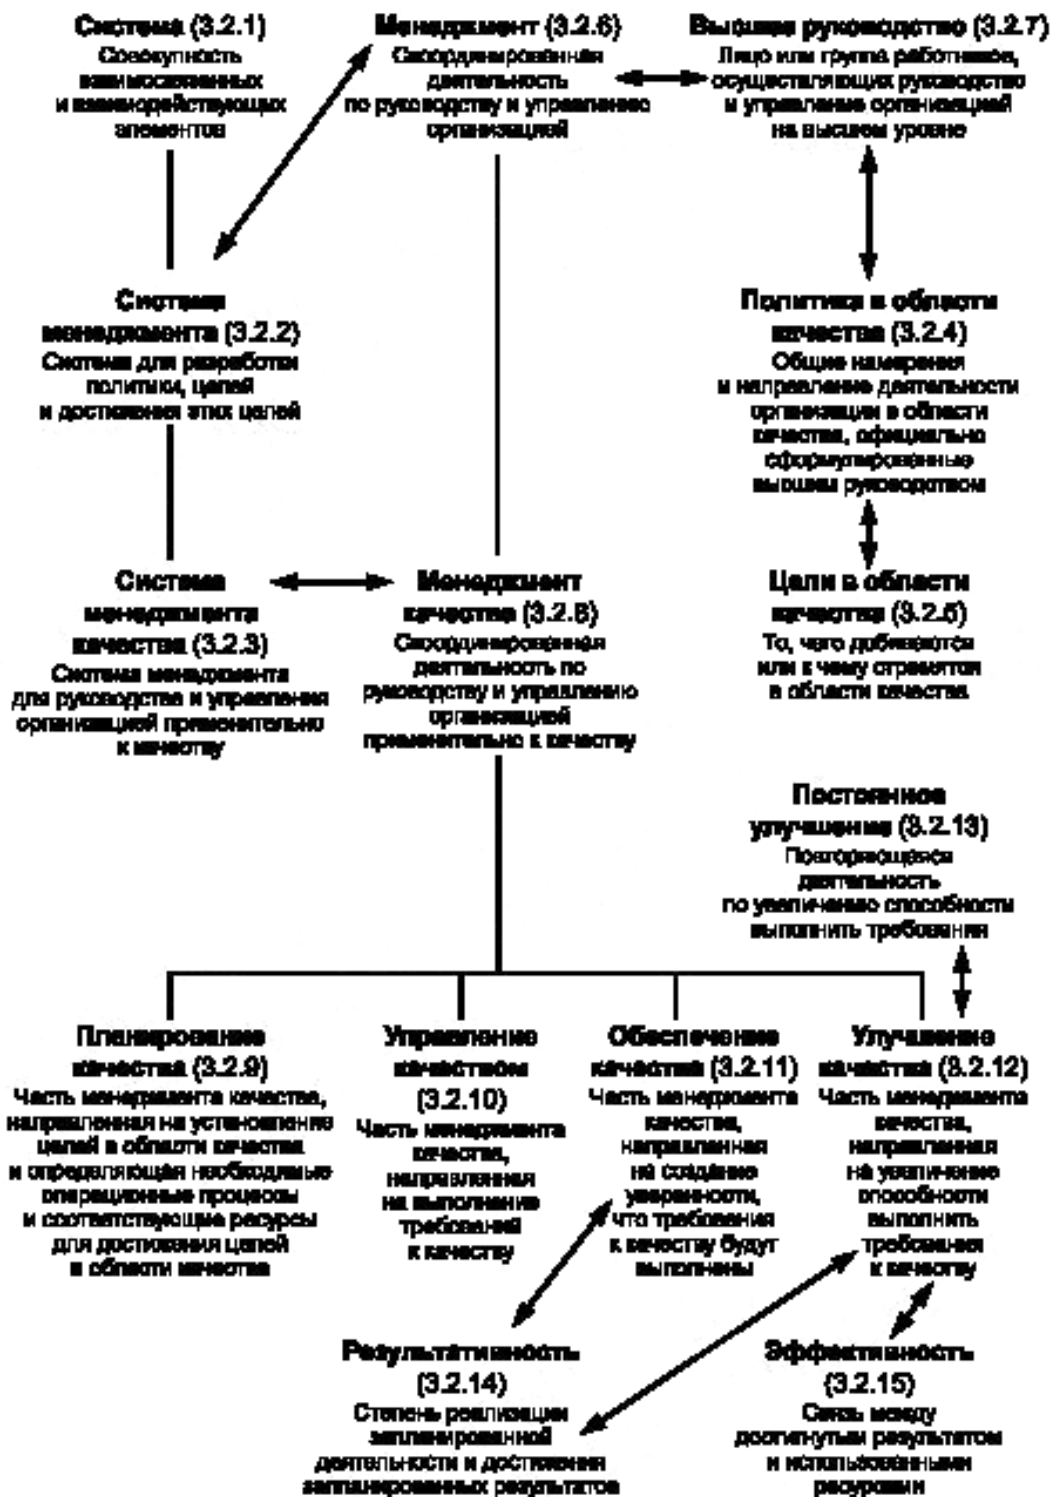 Система (3.2.1)
Совокупность
взаимосвязанных
и взаимодействующих
элементов
Менеджмент (3.2.6)
Скоординированная
деятельность
по руководству и управлению
организацией
Высшее руководство (3.2.7)
Лицо или группа работников,
осуществляющих руководство
и управление организацией
на высшем уровне
Система
менеджмента (3.2.2)
Система для разработки
политики, целей
и достижения этих целей
Политика в области
качества (3.2.4)
Общие намерения
и направление деятельности
организации в области
качества, официально
сформулированные
высшим руководством
Система
менеджмента
качества (3.2.3)
Система менеджмента
для руководства и управления
организацией применительно
к качеству
Менеджмент
качества (3.2.8)
Скоординированная
деятельность по
руководству и управлению
организацией
применительно к качеству
Цели в области
качества (3.2.5)
То, чего добиваются
или к чему стремятся
в области качества
Постоянное
улучшение (3.2.13)
Повторяющаяся
деятельность
по увеличению способности
выполнить требования
Планирование
качества (3.2.9)
Часть менеджмента качества,
направленная на установление
целей в области качества
и определяющая необходимые
операционные процессы
и соответствующие ресурсы
для достижения целей
в области качества
Управление
качеством
(3.2.10)
Часть менеджмента
качества,
направленная
на выполнение
требований
к качеству
Обеспечение
качества (3.2.11)
Часть менеджмента
качества,
направленная
на создание
уверенности,
что требования
к качеству будут
выполнены
Улучшение
качества (3.2.12)
Часть менеджмента
качества,
направленная
на увеличение
способности
выполнить
требования
к качеству
Результативность
(3.2.14)
Степень реализации
запланированной
деятельности и достижения
запланированных результатов
Эффективность
(3.2.15)
Связь между
достигнутым результатом
и использованными
ресурсами